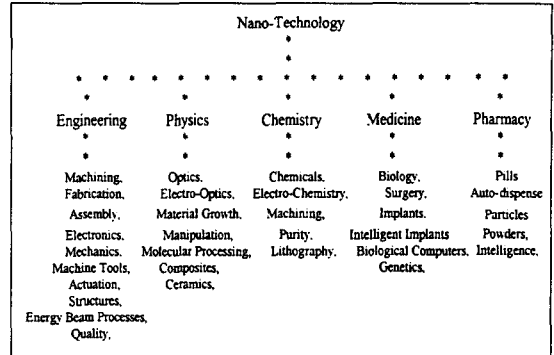 Nano-Technology
Engineering Physics Chemistry Medicine Pharmacy
Machining, Optics. Chemicals. Biology, Pills
Fabrication, Electro-Optics, Electro-Chemistry, Surgery, Auto-dispense
Assembly, Material Growth, Machining, Implants. Particles
Electronics, Manipulation, Purity, Intelligent Implants Powders,
Mechanics. Molecular Processing, Lithography, Biological Computers, Intelligence,
Machine Tools, Composites, Genetics,
Actuation, Ceramics,
Structures,
Energy Beam Processes,
Quality,